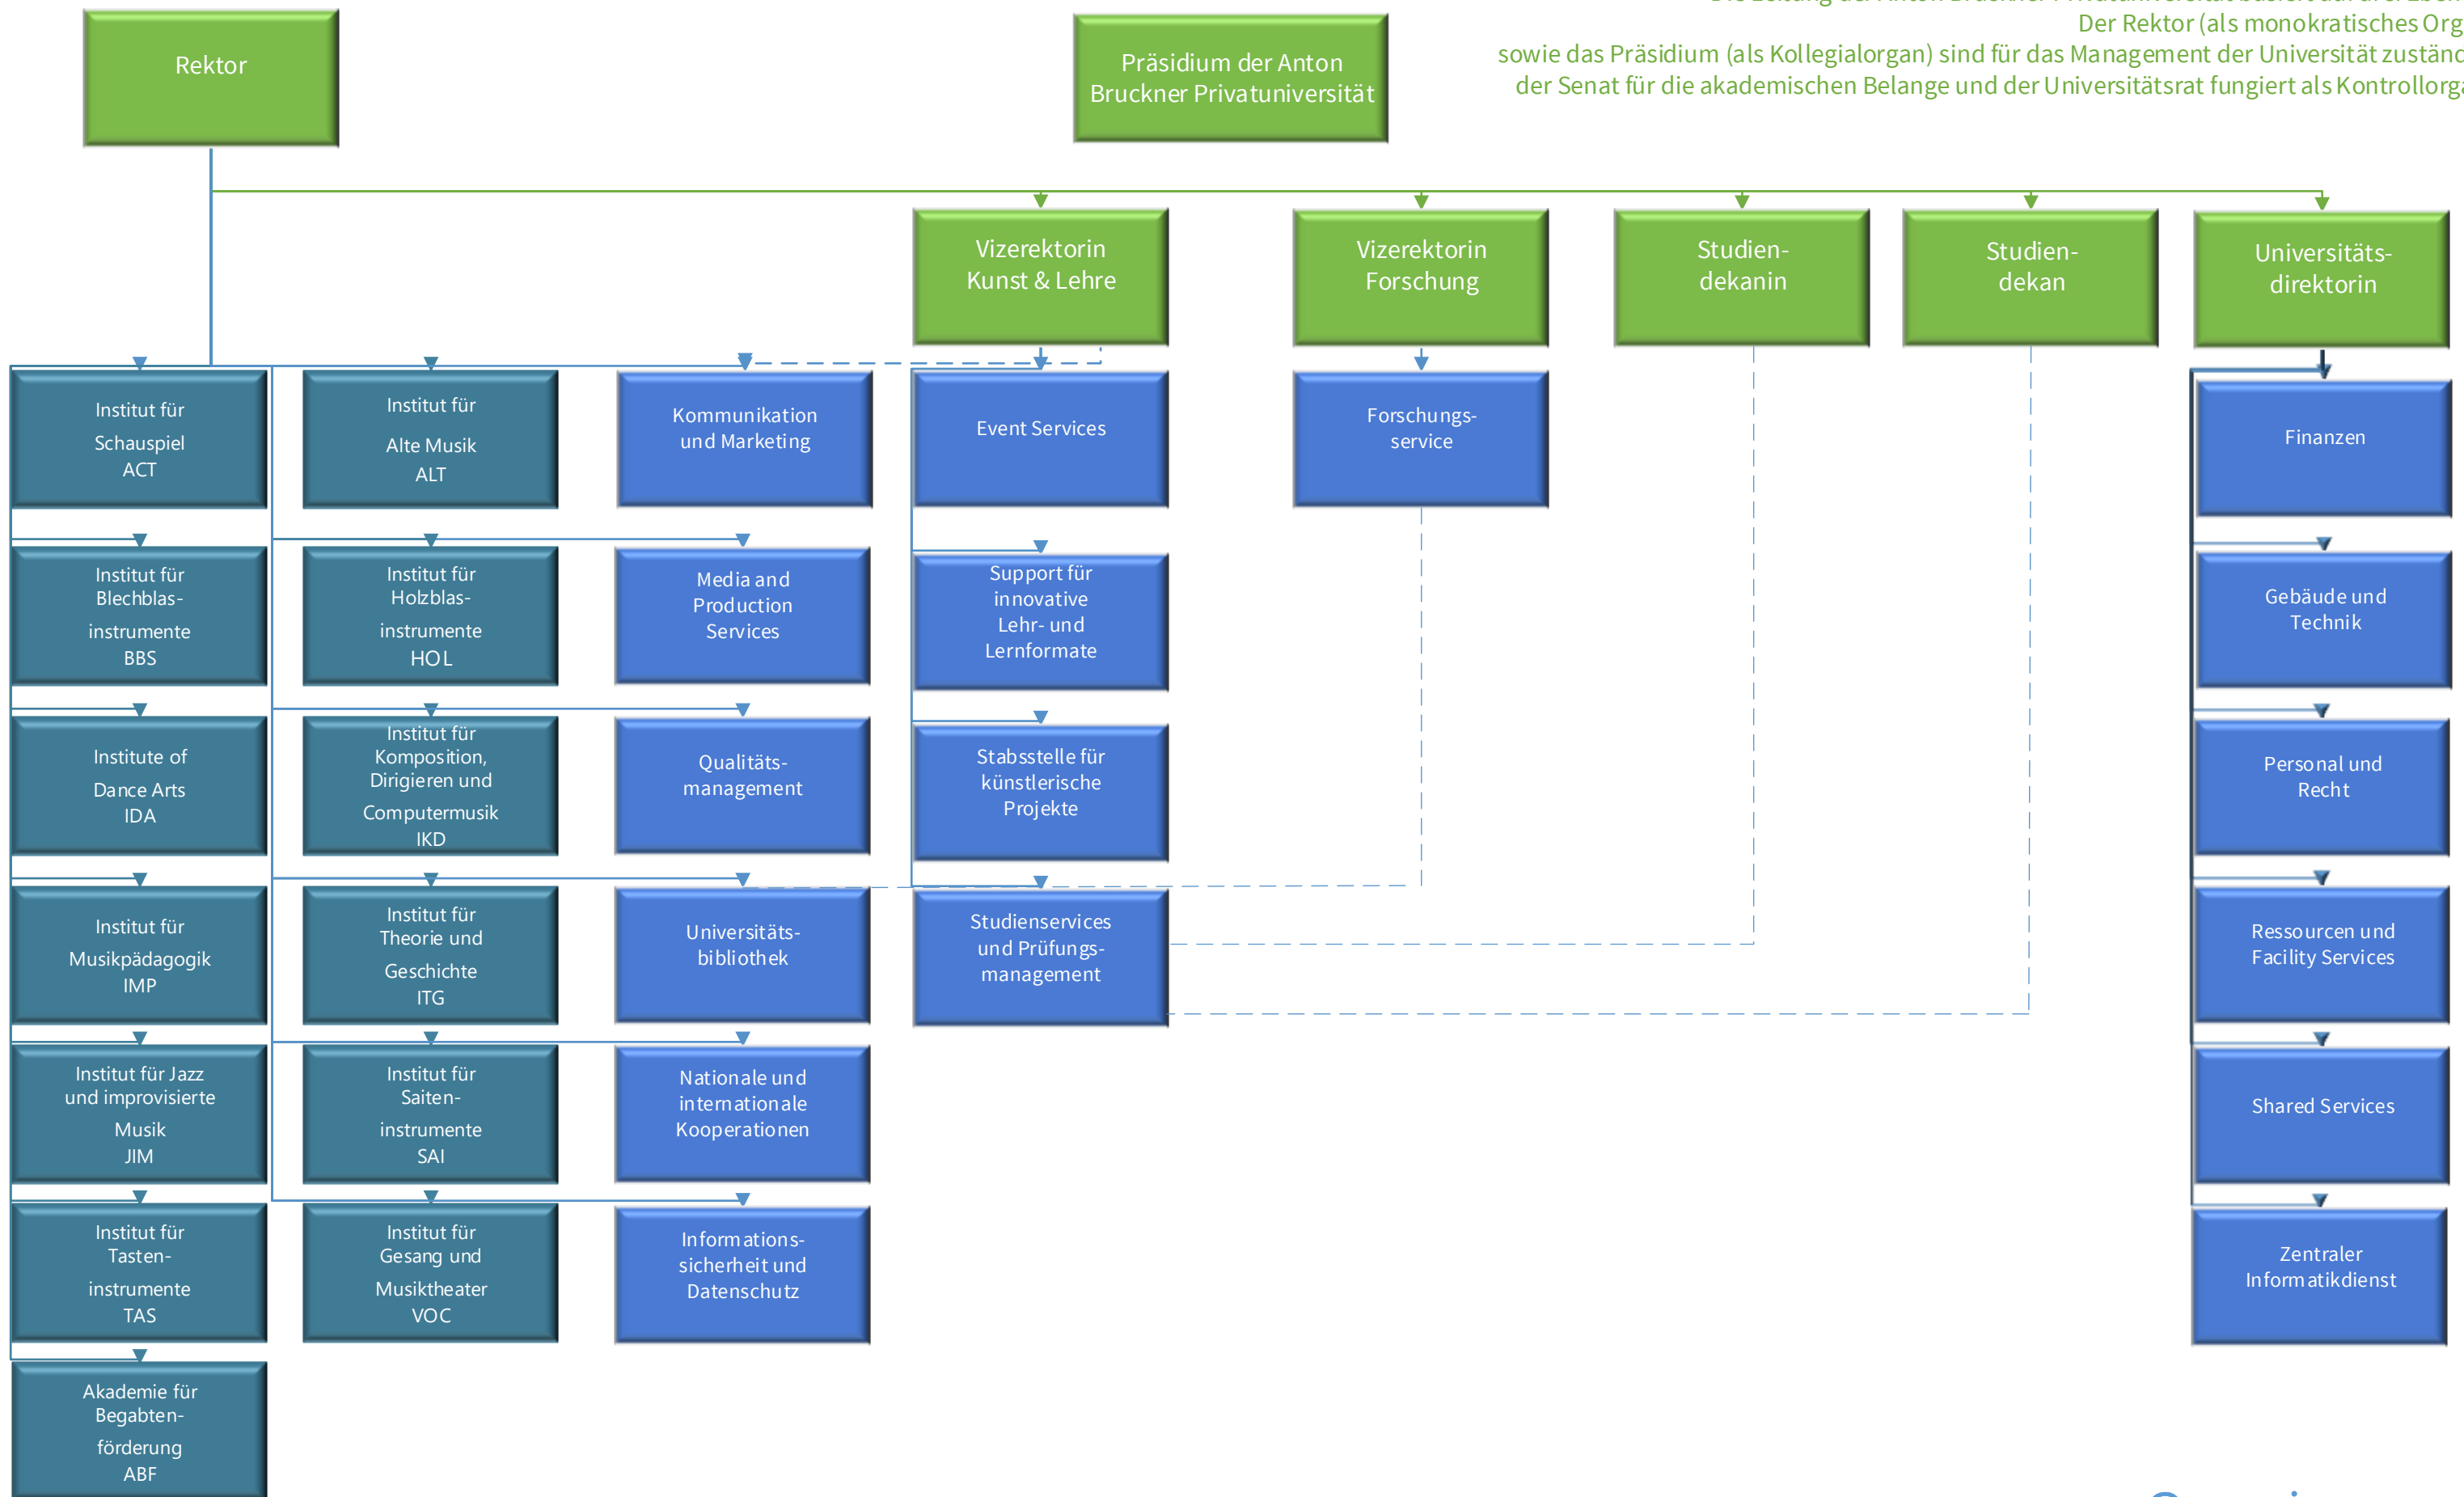 Der Rektor (als monokratisches Org
sowie das Präsidium (als Kollegialorgan) sind für das Management der Universität zuständ
der Senat für die akademischen Belange und der Universitätsrat fungiert als Kontrollorga
Rektor
Präsidium der Anton
Bruckner Privatuniversität
Vizerektorin
Kunst & Lehre
Vizerektorin
Forschung
Studien-
dekanin
Studien-
dekan
Universitäts-
direktorin
Institut für
Schauspiel
ACT
Institut für
Alte Musik
ALT
Kommunikation
und Marketing
Event Services
Forschungs-
service
Finanzen
Institut für
Blechblas-
instrumente
BBS
Institut für
Holzblas-
instrumente
HOL
Media and
Production
Services
Support für
innovative
Lehr- und
Lernformate
Gebäude und
Technik
Institute of
Dance Arts
IDA
Institut für
Komposition,
Dirigieren und
Computermusik
IKD
Qualitäts-
management
Stabsstelle für
künstlerische
Projekte
Personal und
Recht
Institut für
Musikpädagogik
IMP
Institut für
Theorie und
Geschichte
ITG
Universitäts-
bibliothek
Studienservices
und Prüfungs-
management
Ressourcen und
Facility Services
Institut für Jazz
und improvisierte
Musik
JIM
Institut für
Saiten-
instrumente
SAI
Nationale und
internationale
Kooperationen
Shared Services
Institut für
Tasten-
instrumente
TAS
Institut für
Gesang und
Musiktheater
VOC
Informations-
sicherheit und
Datenschutz
Zentraler
Informatikdienst
Akademie für
Begabten-
förderung
ABF